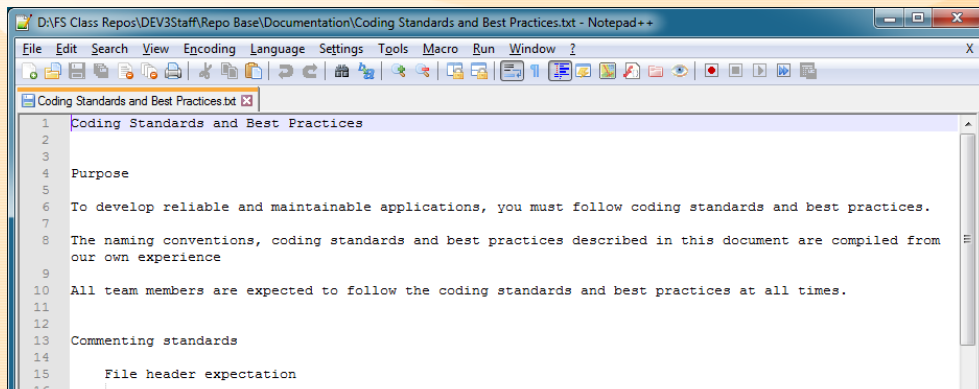 D:\FS Class Repos\DEV3Staff\Repo Base\Documentation\Coding Standards and Best Practices.txt - Notepad++
File Edit Search View Encoding Language Settings Tools Macro Run Window ? X
Coding Standards and Best Practices.txt
1 Coding Standards and Best Practices
2
3
4 Purpose
5
6 To develop reliable and maintainable applications, you must follow coding standards and best practices.
7
8 The naming conventions, coding standards and best practices described in this document are compiled from
our own experience
9
10 All team members are expected to follow the coding standards and best practices at all times.
11
12
13 Commenting standards
14
15 File header expectation